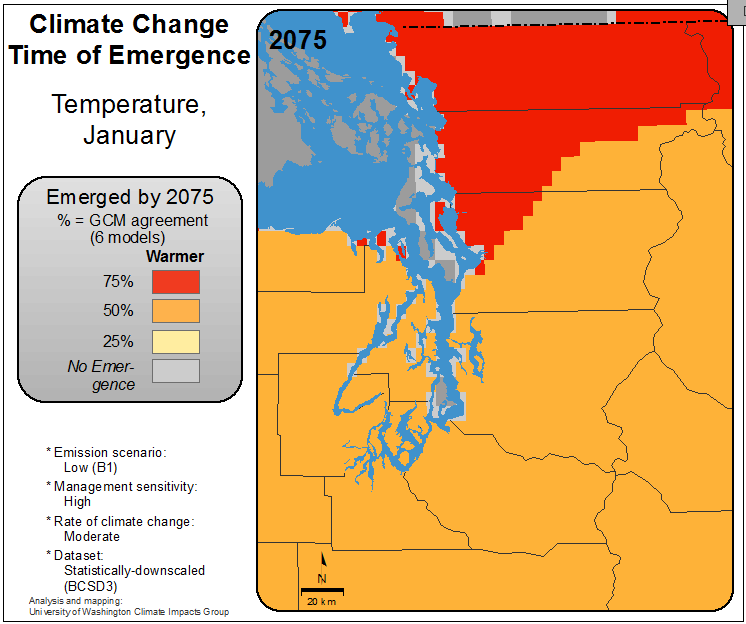 Climate Change
Time of Emergence
Temperature,
January
2075
Emerged by 2075
% = GCM agreement
(6 models)
Warmer
75%
50%
25%
No Emer-
gence
* Emission scenario:
Low (B1)
* Management sensitivity:
High
* Rate of climate change:
Moderate
* Dataset:
Statistically-downscaled
(BCSD3)
Analysis and mapping:
University of Washington Climate Impacts Group
N
20 km